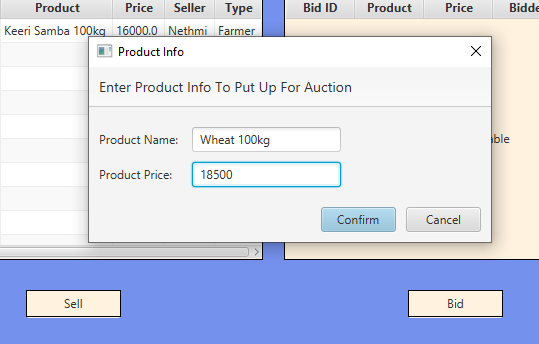 Product Price Seller Type Bid ID Product Price Bidde
Keeri Samba 100kg 16000.0 Nethmi Farmer
Product Info
Enter Product Info To Put Up For Auction
Product Name: Wheat 100kg
able
Product Price: 18500
Confirm Cancel
Sell Bid